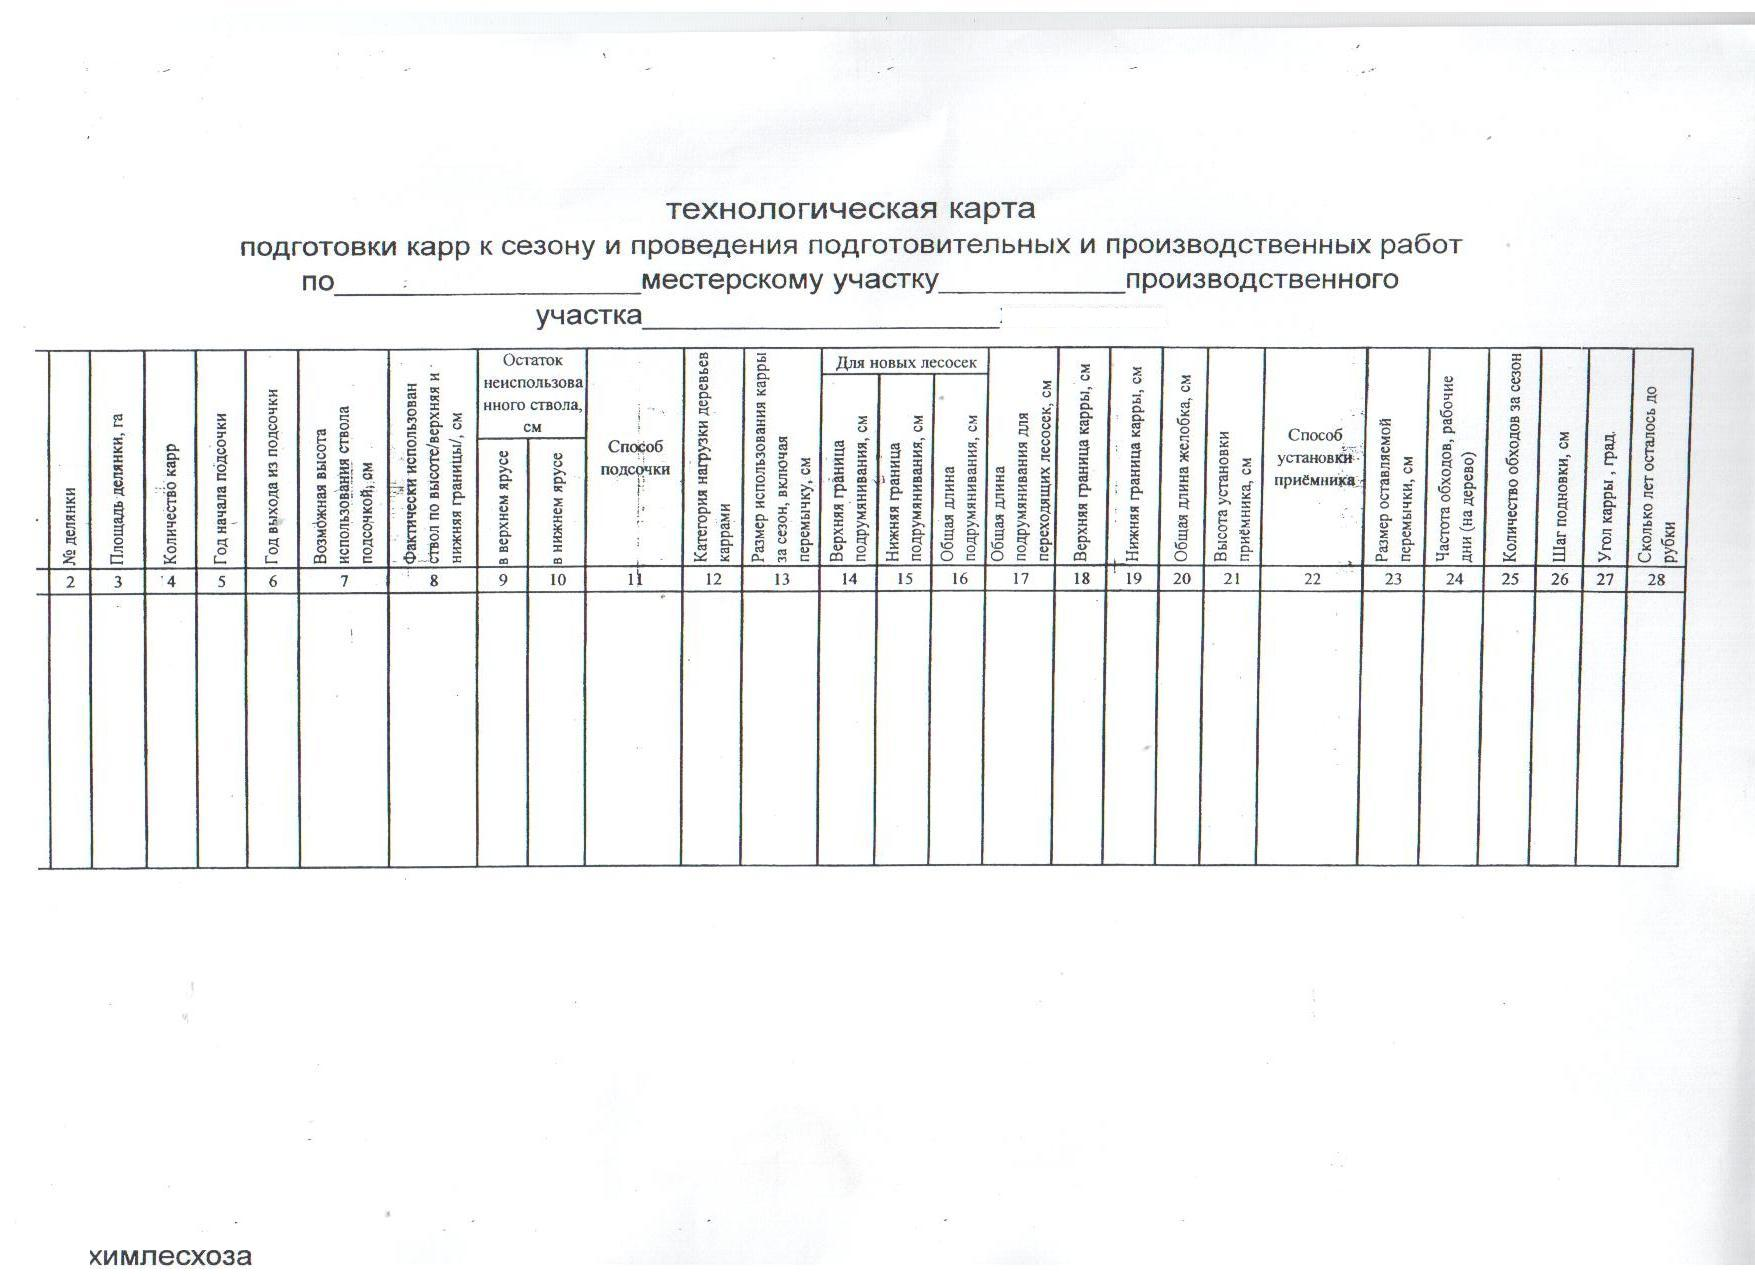 технологическая карта
подготовки карр к сезону и проведения подготовительных и производственных работ
по____________________местерскому участку____________производственного
участка_______________________
№ делянки
Площадь делянки, га
Количество карр
Год начала подсочки
Год выхода из подсочки
Возможная высота
использования ствола
подсочкой, см
Фактически использован
ствол по высоте/верхняя и
нижняя границы/, см
Остаток
неиспользова
нного ствола,
см
в верхнем ярусе
в нижнем ярусе
Способ
подсочки
Категория нагрузки деревьев
каррами
Размер использования карры
за сезон, включая
перемычку, см
Для новых лесосек
Верхняя граница
подрумянивания, см
Нижняя граница
подрумянивания, см
Общая длина
подрумянивания, см
Общая длина
подрумянивания для
переходящих лесосек, см
Верхняя граница карры, см
Нижняя граница карры, см
Общая длина желобка, см
Высота установки
приёмника, см
Способ
установки
приёмника
Размер оставляемой
перемычки, см
Частота обходов, рабочие
дни (на дерево)
Количество обходов за сезон
Шаг подновки, см
Угол карры , град.
Сколько лет осталось до
рубки
2 3 4 5 6 7 8 9 10 11 12 13 14 15 16 17 18 19 20 21 22 23 24 25 26 27 28
химлесхоза